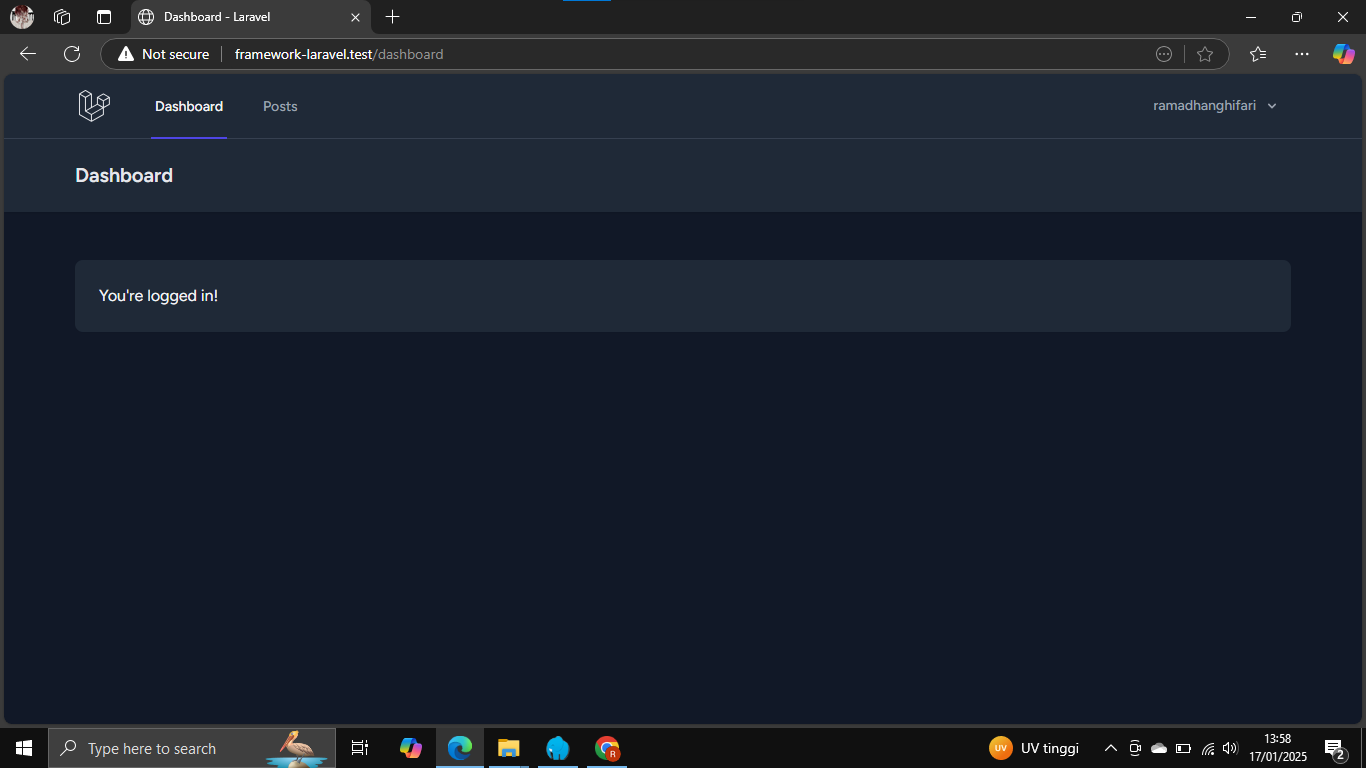 Dashboard - Laravel
Not secure framework-laravel.test/dashboard
Dashboard Posts ramadhanghifari
Dashboard
You're logged in!
Type here to search
UV UV tinggi
R
13:58
17/01/2025
2